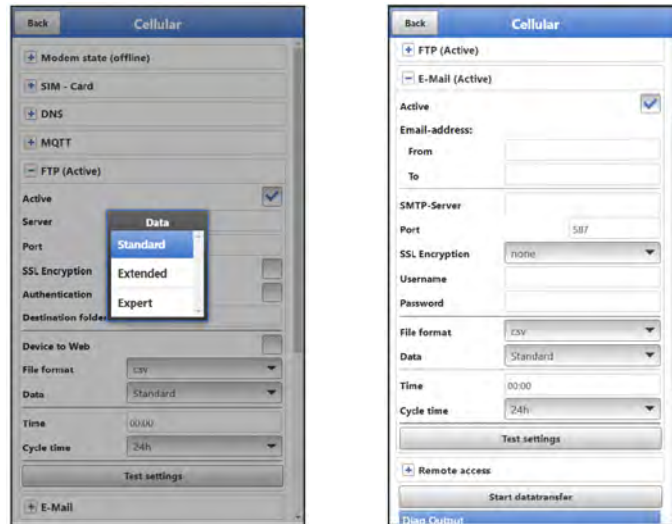 Back
Cellular
Modem state (offline)
SIM - Card
DNS
MQTT
FTP (Active)
Active
Server
Data
Port
Standard
SSL Encryption
Extended
Authentication
Expert
Destination folder
Device to Web
File format
csv
Data
Standard
Time
00:00
Cycle time
24h
Test settings
E-Mail
Back
Cellular
FTP (Active)
E-Mail (Active)
Active
Email-address:
From
To
SMTP-Server
Port
587
SSL Encryption
none
Username
Password
File format
csv
Data
Standard
Time
00:00
Cycle time
24h
Test settings
Remote access
Start datatransfer
Diag Output